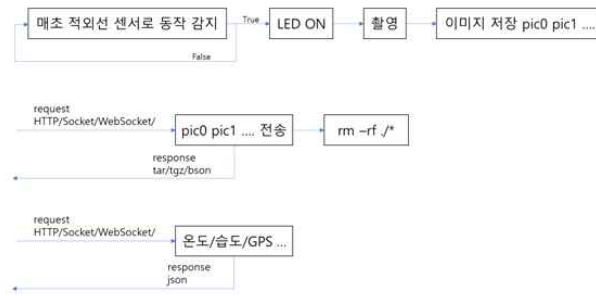 매초 적외선 센서로 동작 감지
True
LED ON
촬영
이미지 저장 pic0 pic1 ....
False
request
HTTP/Socket/WebSocket/
pic0 pic1 .... 전송
rm –rf ./*
response
tar/tgz/bson
request
HTTP/Socket/WebSocket/
온도/습도/GPS ...
response
json